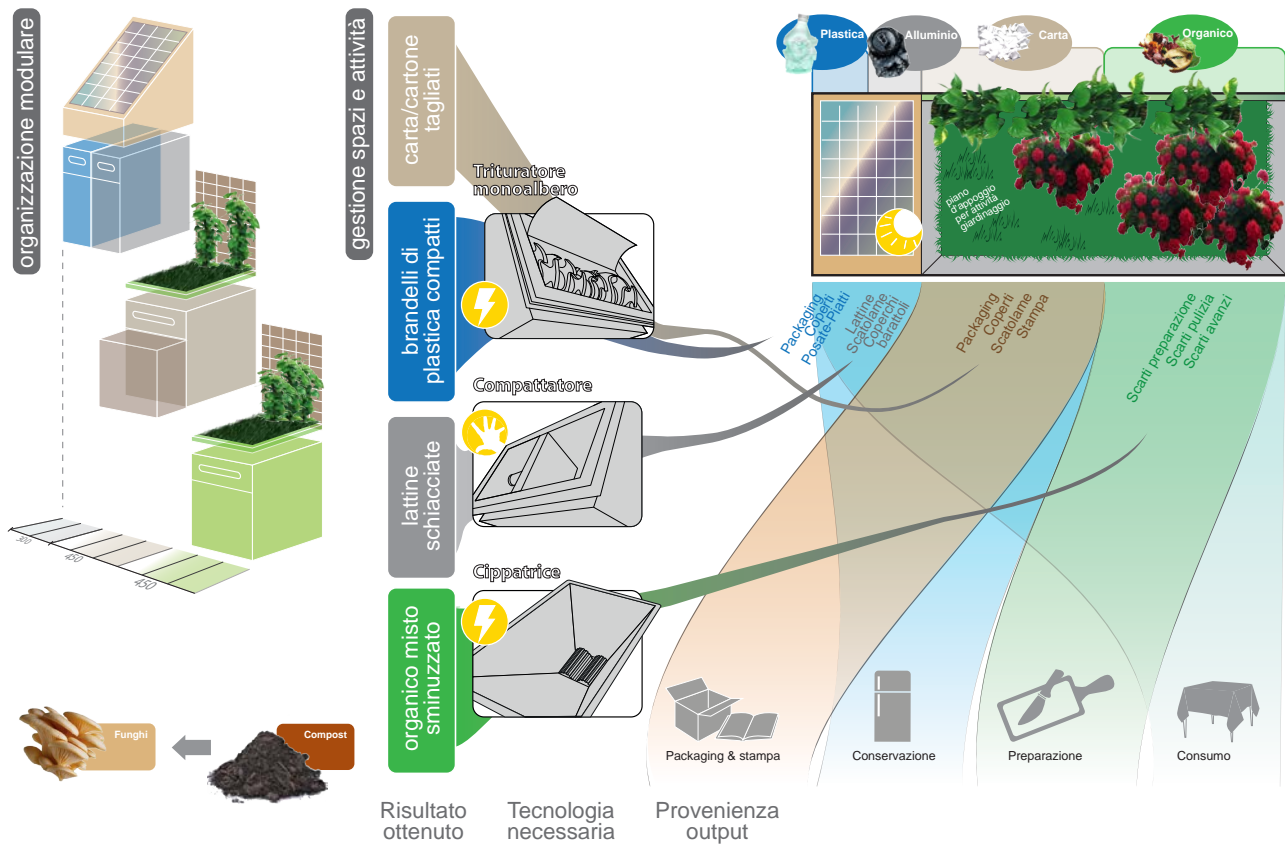 organizzazione modulare
300
450
450
Funghi
Compost
gestione spazi e attività
carta/cartone
tagliati
brandelli di
plastica compatti
lattine
schiacciate
organico misto
sminuzzato
Trituratore
monoalbero
Compattatore
Cippatrice
Plastica
Alluminio
Carta
Organico
piano
d'appoggio
per attività
giardinaggio
Packaging
Coperti
Posate-Piatti
Lattine
Scatolame
Coperchi
barattoli
Packaging
Coperti
Scatolame
Stampa
Scarti preparazione
Scarti pulizia
Scarti avanzi
Packaging & stampa
Conservazione
Preparazione
Consumo
Risultato
ottenuto
Tecnologia
necessaria
Provenienza
output